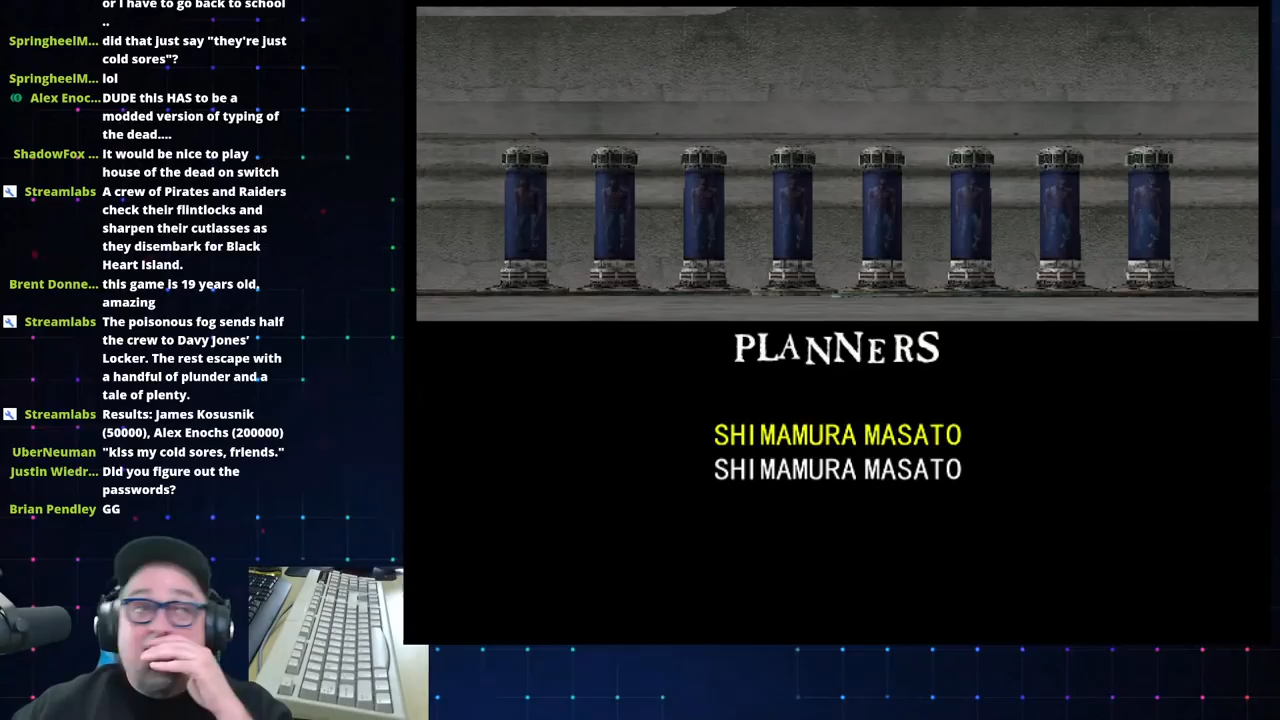 or I have to go back to school
..
SpringheelM... did that just say "they're just
cold sores"?
SpringheelM... lol
Alex Enoc... DUDE this HAS to be a
modded version of typing of
the dead....
ShadowFox ... It would be nice to play
house of the dead on switch
Streamlabs A crew of Pirates and Raiders
check their flintlocks and
sharpen their cutlasses as
they disembark for Black
Heart Island.
Brent Donne... this game is 19 years old,
amazing
Streamlabs The poisonous fog sends half
the crew to Davy Jones'
Locker. The rest escape with
a handful of plunder and a
tale of plenty.
Streamlabs Results: James Kosusnik
(50000), Alex Enochs (200000)
UberNeuman "kIss my cold sores, friends."
Justin Wiedr... Did you figure out the
passwords?
Brian Pendley GG
PLANNERS
SHIMAMURA MASATO
SHIMAMURA MASATO